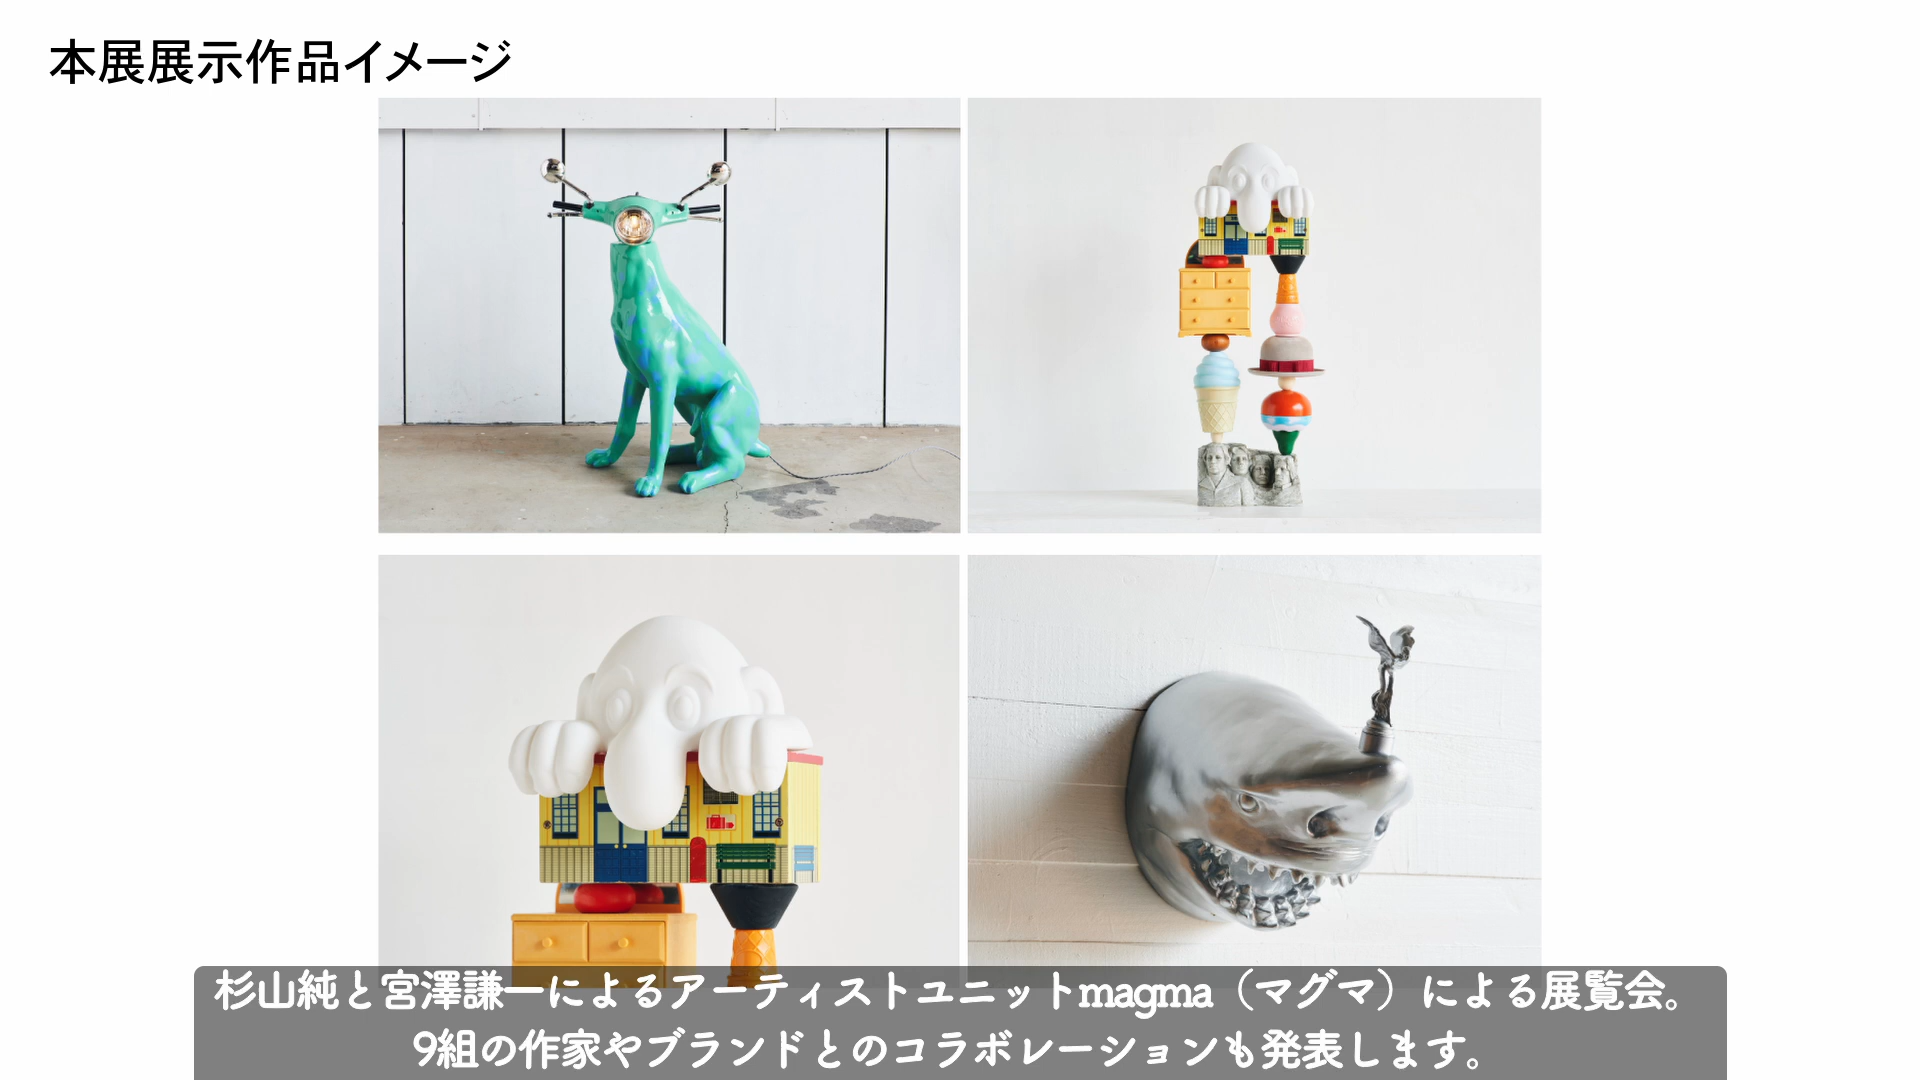 本展展示作品イメージ
杉山純と宮澤謙一によるアーティストユニットmagma（マグマ）による展覧会。
9組の作家やブランドとのコラボレーションも発表します。